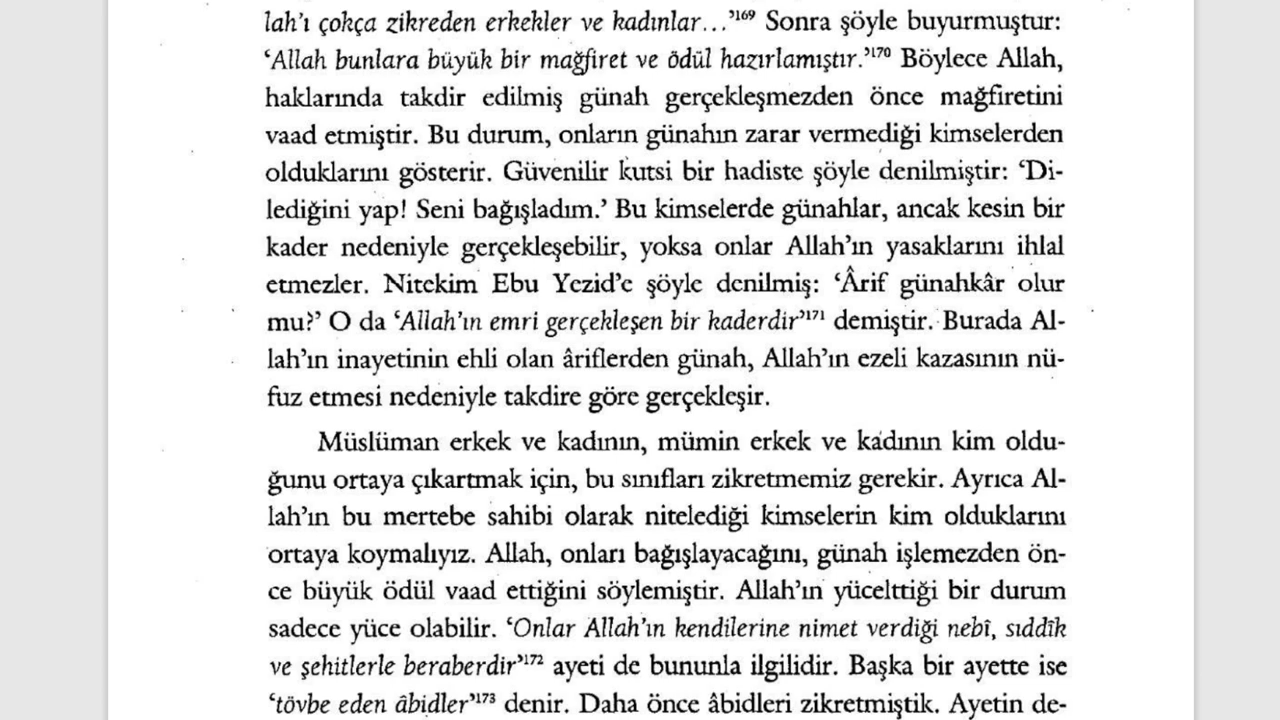 lah’ı çokça zikreden erkekler ve kadınlar…’¹⁶⁹ Sonra şöyle buyurmuştur:
‘Allah bunlara büyük bir mağfiret ve ödül hazırlamıştır.’¹⁷⁰ Böylece Allah,
haklarında takdir edilmiş günah gerçekleşmezden önce mağfiretini
vaad etmiştir. Bu durum, onların günahın zarar vermediği kimselerden
olduklarını gösterir. Güvenilir kutsi bir hadiste şöyle denilmiştir: ‘Di-
lediğini yap! Seni bağışladım.’ Bu kimselerde günahlar, ancak kesin bir
kader nedeniyle gerçekleşebilir, yoksa onlar Allah’ın yasaklarını ihlal
etmezler. Nitekim Ebu Yezid’e şöyle denilmiş: ‘Ârif günahkâr olur
mu?’ O da ‘Allah’ın emri gerçekleşen bir kaderdir’¹⁷¹ demiştir. Burada Al-
lah’ın inayetinin ehli olan âriflerden günah, Allah’ın ezeli kazasının nü-
fuz etmesi nedeniyle takdire göre gerçekleşir.
Müslüman erkek ve kadının, mümin erkek ve kadının kim oldu-
ğunu ortaya çıkartmak için, bu sınıfları zikretmemiz gerekir. Ayrıca Al-
lah’ın bu mertebe sahibi olarak nitelediği kimselerin kim olduklarını
ortaya koymalıyız. Allah, onları bağışlayacağını, günah işlemezden ön-
ce büyük ödül vaad ettiğini söylemiştir. Allah’ın yücelttiği bir durum
sadece yüce olabilir. ‘Onlar Allah’ın kendilerine nimet verdiği nebî, sıddîk
ve şehitlerle beraberdir’¹⁷² ayeti de bununla ilgilidir. Başka bir ayette ise
‘tövbe eden âbidler’¹⁷³ denir. Daha önce âbidleri zikretmiştik. Ayetin de-